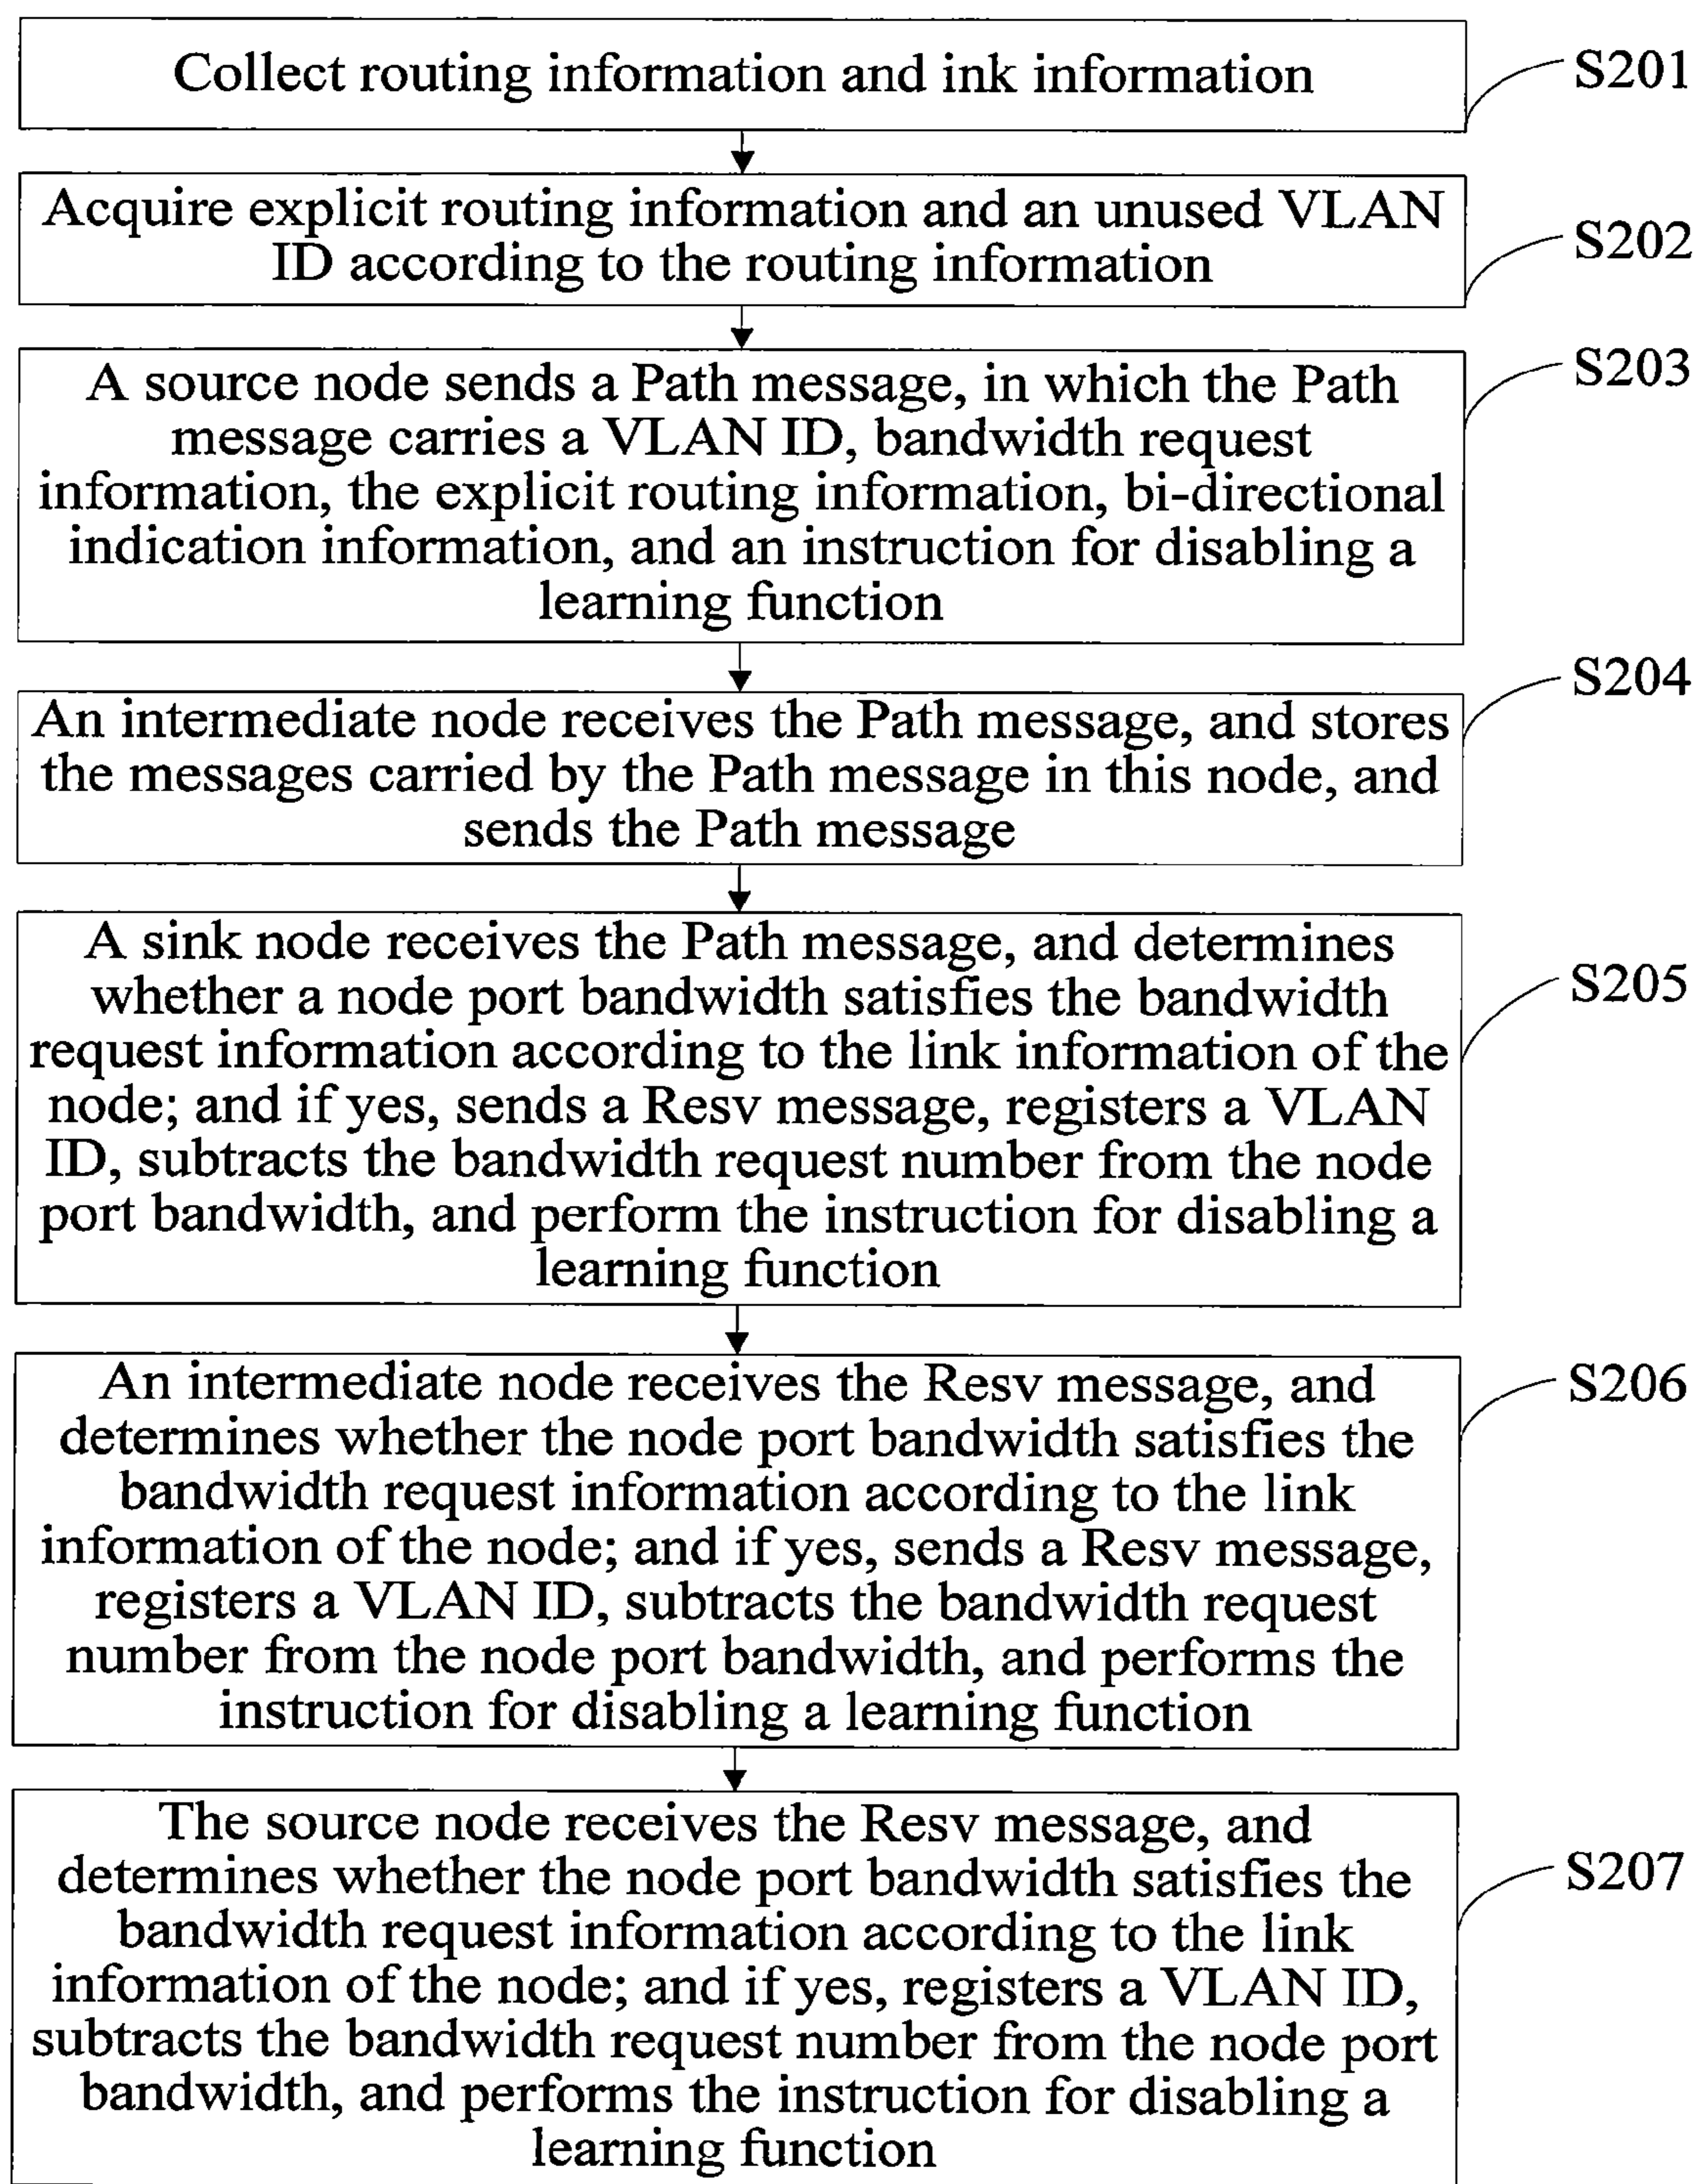 Collect routing information and ink information
S201
Acquire explicit routing information and an unused VLAN
ID according to the routing information
S202
A source node sends a Path message, in which the Path
message carries a VLAN ID, bandwidth request
information, the explicit routing information, bi-directional
indication information, and an instruction for disabling a
learning function
S203
An intermediate node receives the Path message, and stores
the messages carried by the Path message in this node, and
sends the Path message
S204
A sink node receives the Path message, and determines
whether a node port bandwidth satisfies the bandwidth
request information according to the link information of the
node; and if yes, sends a Resv message, registers a VLAN
ID, subtracts the bandwidth request number from the node
port bandwidth, and perform the instruction for disabling a
learning function
S205
An intermediate node receives the Resv message, and
determines whether the node port bandwidth satisfies the
bandwidth request information according to the link
information of the node; and if yes, sends a Resv message,
registers a VLAN ID, subtracts the bandwidth request
number from the node port bandwidth, and performs the
instruction for disabling a learning function
S206
The source node receives the Resv message, and
determines whether the node port bandwidth satisfies the
bandwidth request information according to the link
information of the node; and if yes, registers a VLAN ID,
subtracts the bandwidth request number from the node port
bandwidth, and performs the instruction for disabling a
learning function
S207